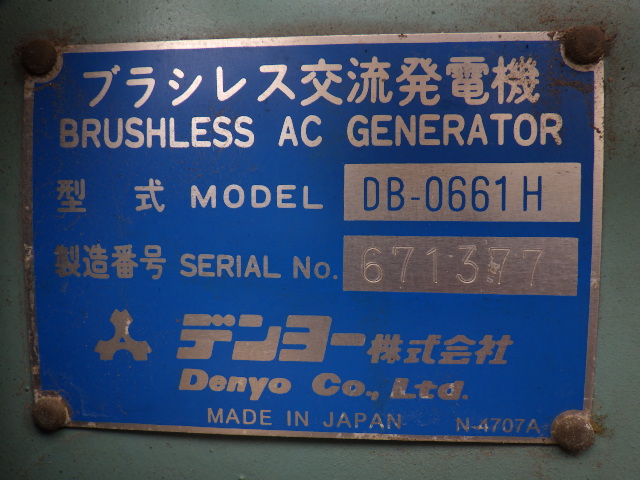 ブラシレス交流発電機
BRUSHLESS AC GENERATOR
型 式 MODEL DB-0661H
製造番号 SERIAL No. 671377
デンヨー株式会社
Denyo Co., Ltd.
MADE IN JAPAN N-4707A